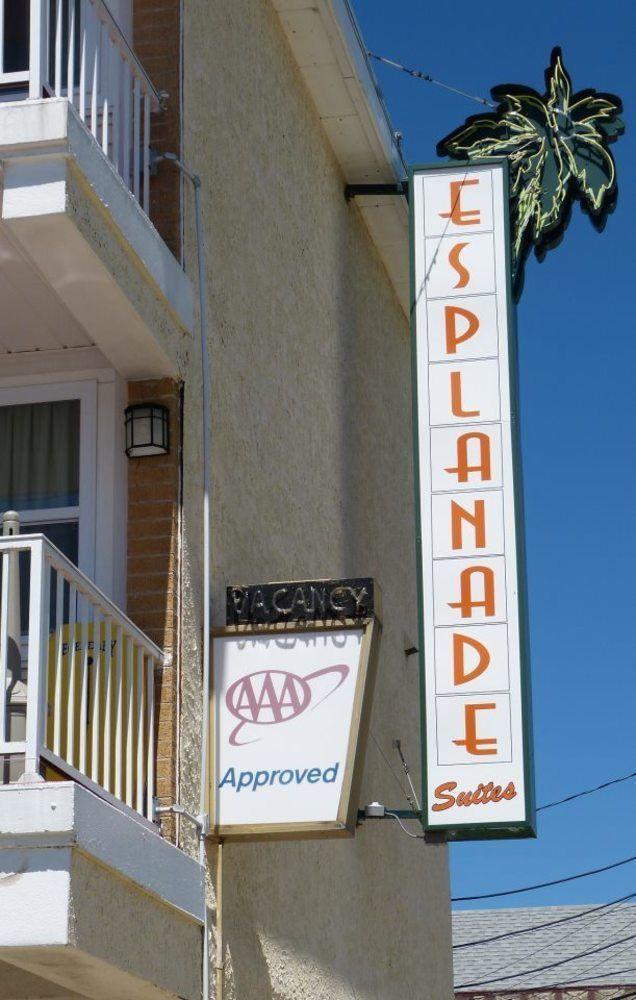 ESPLANADE
Suites
VACANCY
AAA
Approved